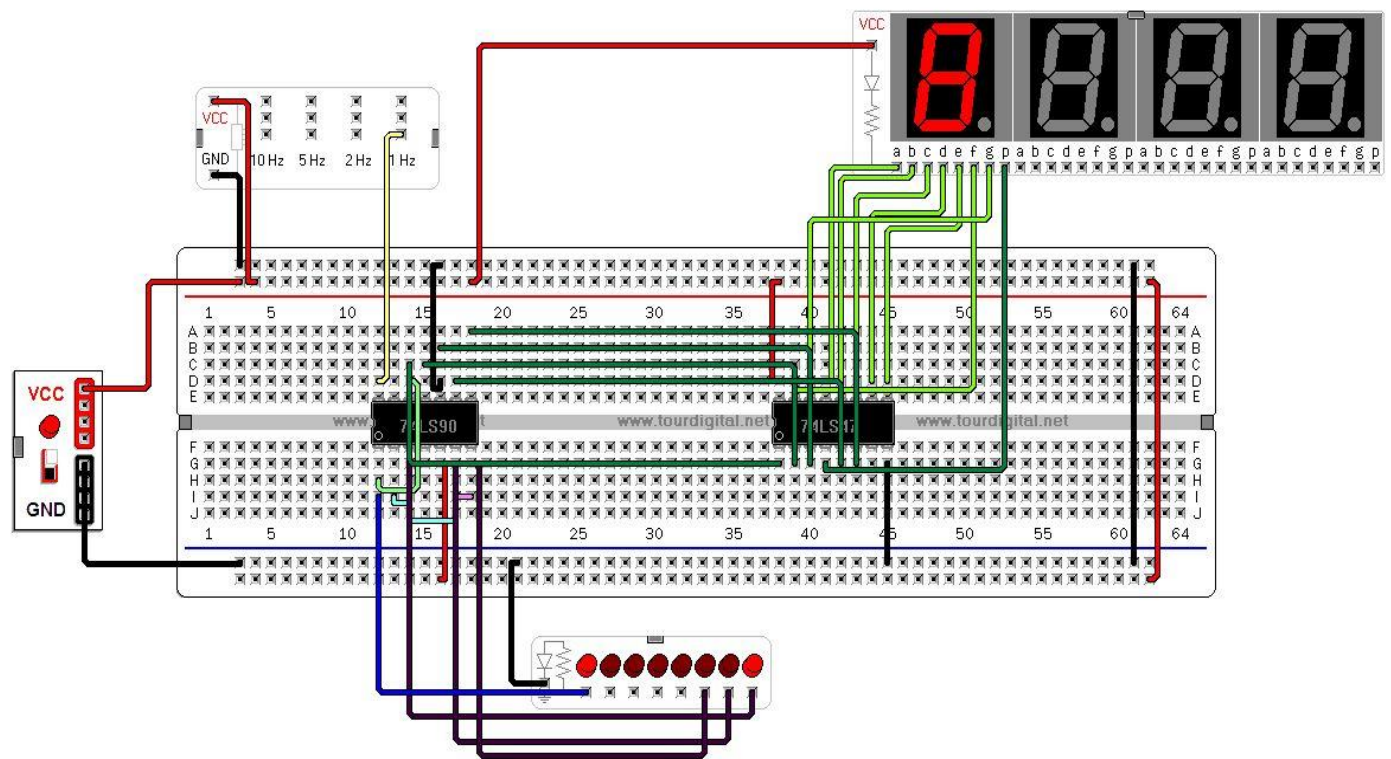 VCC
a b c d e f g p a b c d e f g p a b c d e f g p a b c d e f g p
VCC
GND 10 Hz 5 Hz 2 Hz 1 Hz
1 5 10 15 20 25 30 35 40 45 50 55 60 64
A A
B B
C C
D D
E E
VCC
GND
www. 74LS90 et www.tourdigital.net 74LS47 www.tourdigital.net
F F
G G
H H
I I
J J
1 5 10 15 20 25 30 35 40 45 50 55 60 64